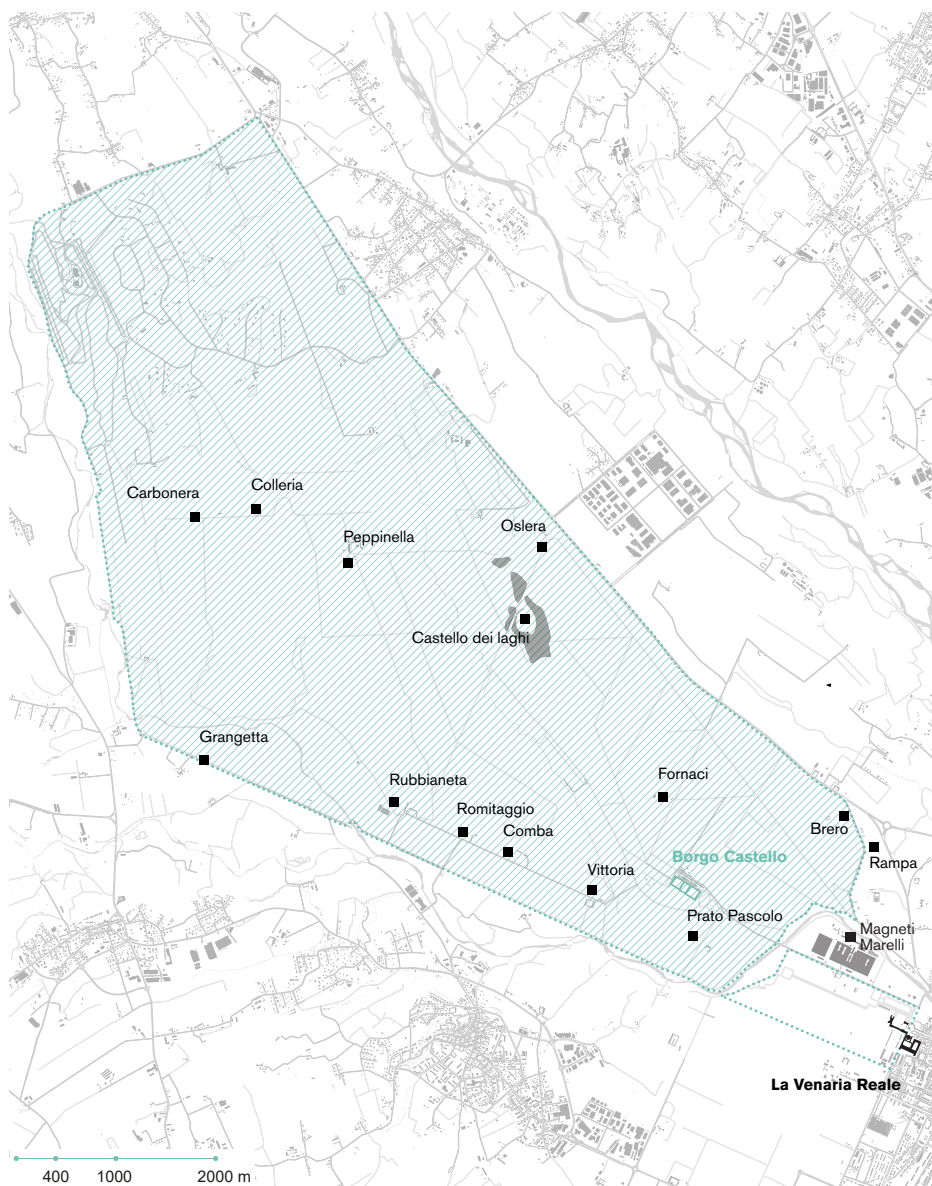 Carbonera
Colleria
Peppinella
Oslera
Castello dei laghi
Grangetta
Rubbianeta
Romitaggio
Comba
Vittoria
Fornaci
Brero
Rampa
Borgo Castello
Prato Pascolo
Magneti
Marelli
La Venaria Reale
400 1000 2000 m